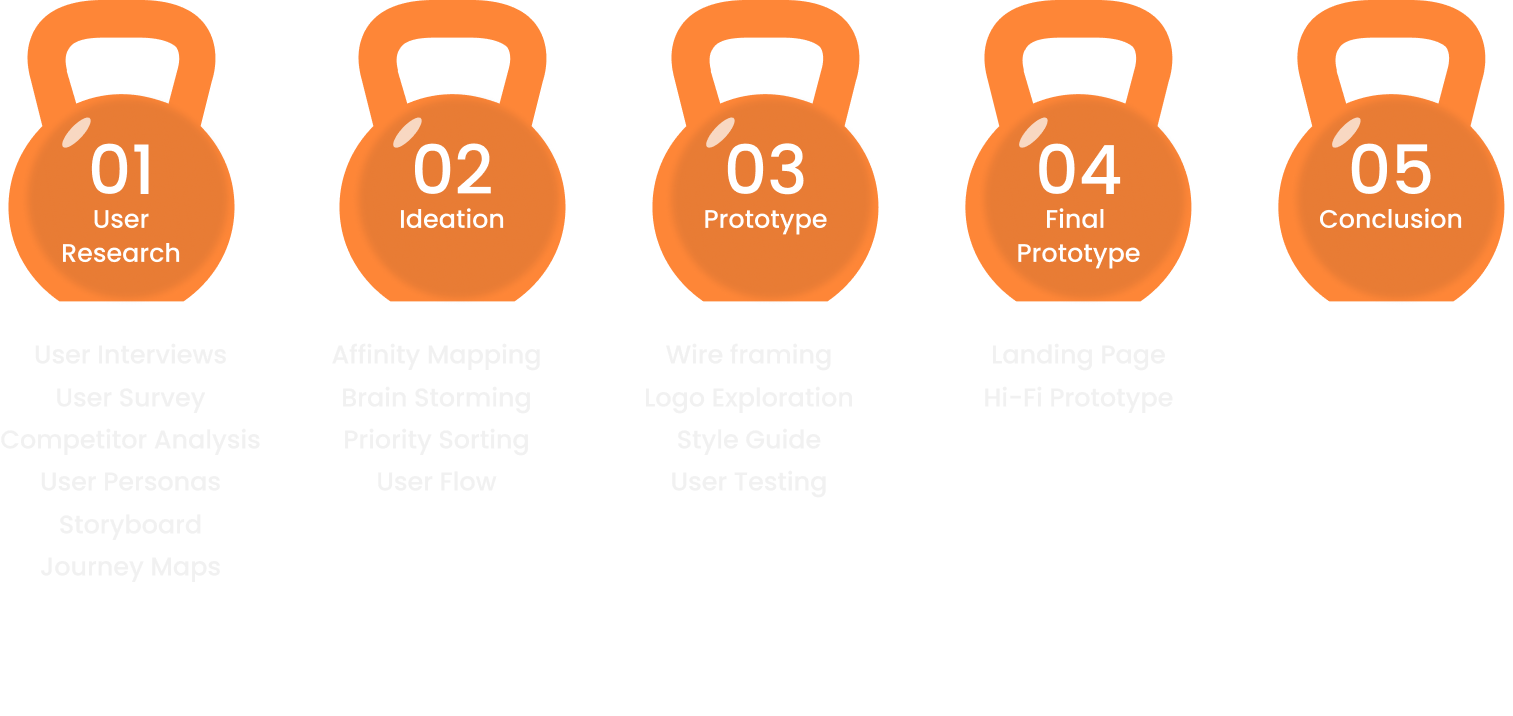 01
User
Research
User Interviews
User Survey
Competitor Analysis
User Personas
Storyboard
Journey Maps
02
Ideation
Affinity Mapping
Brain Storming
Priority Sorting
User Flow
03
Prototype
Wire framing
Logo Exploration
Style Guide
User Testing
04
Final
Prototype
Landing Page
Hi-Fi Prototype
05
Conclusion